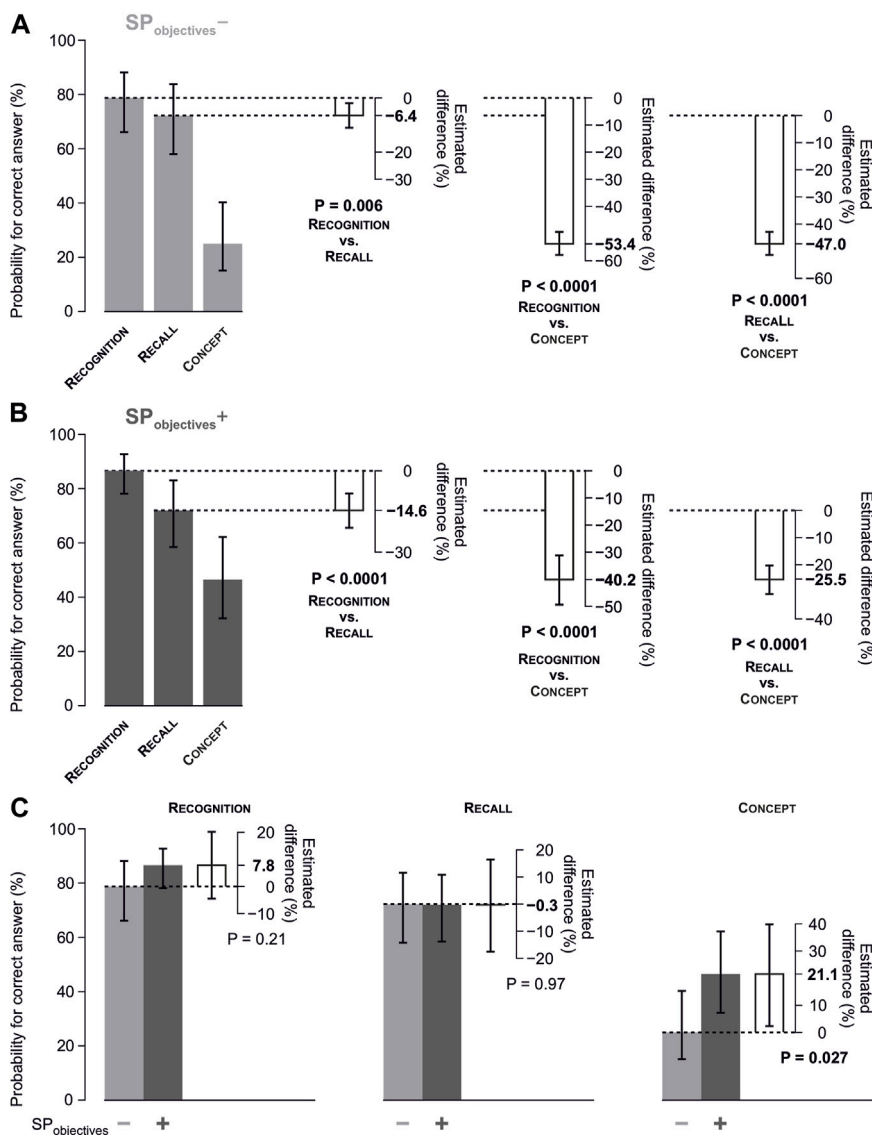 A
SPobjectives−
Probability for correct answer (%)
100
80
60
40
20
0
RECOGNITION
RECALL
CONCEPT
0
−6.4
−20
−30
Estimated
difference (%)
P = 0.006
RECOGNITION
vs.
RECALL
0
−10
−20
−30
−40
−53.4
−60
Estimated difference (%)
P < 0.0001
RECOGNITION
vs.
CONCEPT
0
−10
−20
−30
−40
−47.0
−60
Estimated
difference (%)
P < 0.0001
RECALL
vs.
CONCEPT
B
SPobjectives+
Probability for correct answer (%)
100
80
60
40
20
0
RECOGNITION
RECALL
CONCEPT
0
−14.6
−30
Estimated
difference (%)
P < 0.0001
RECOGNITION
vs.
RECALL
0
−10
−20
−30
−40.2
−50
Estimated difference (%)
P < 0.0001
RECOGNITION
vs.
CONCEPT
0
−10
−20
−25.5
−40
Estimated
difference (%)
P < 0.0001
RECALL
vs.
CONCEPT
C
RECOGNITION
Probability for correct answer (%)
100
80
60
40
20
0
20
7.8
0
−10
Estimated
difference (%)
P = 0.21
RECALL
20
10
−0.3
−10
−20
Estimated
difference (%)
P = 0.97
CONCEPT
40
30
21.1
10
0
Estimated
difference (%)
P = 0.027
SPobjectives − + − + − +